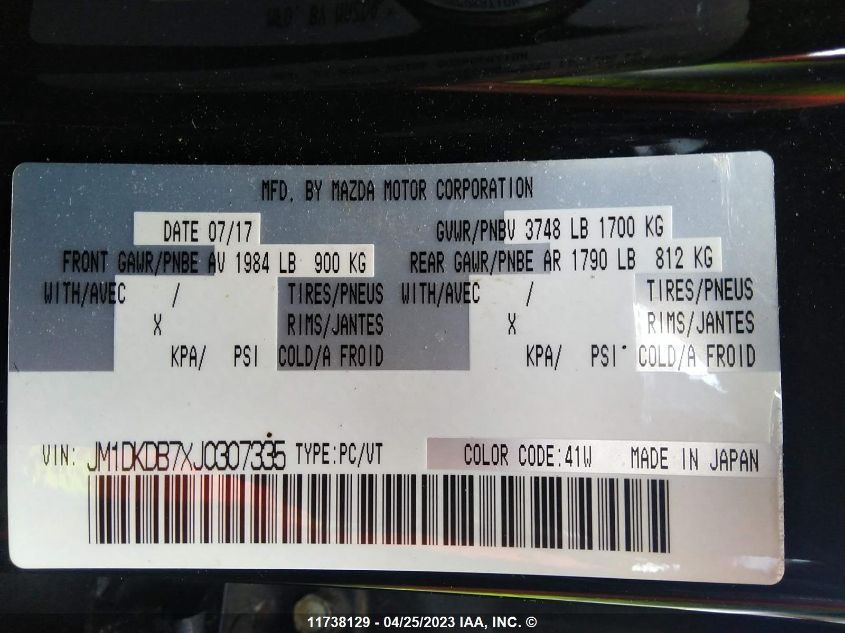 MFD. BY MAZDA MOTOR CORPORATION
DATE 07/17 GVWR/PNBV 3748 LB 1700 KG
FRONT GAWR/PNBE AV 1984 LB 900 KG REAR GAWR/PNBE AR 1790 LB 812 KG
WITH/AVEC / TIRES/PNEUS WITH/AVEC / TIRES/PNEUS
X RIMS/JANTES X RIMS/JANTES
KPA/ PSI COLD/A FROID KPA/ PSI COLD/A FROID
VIN: JM1DKDB7XJ0307335 TYPE:PC/VT COLOR CODE:41W MADE IN JAPAN
11738129 - 04/25/2023 IAA, INC. ©